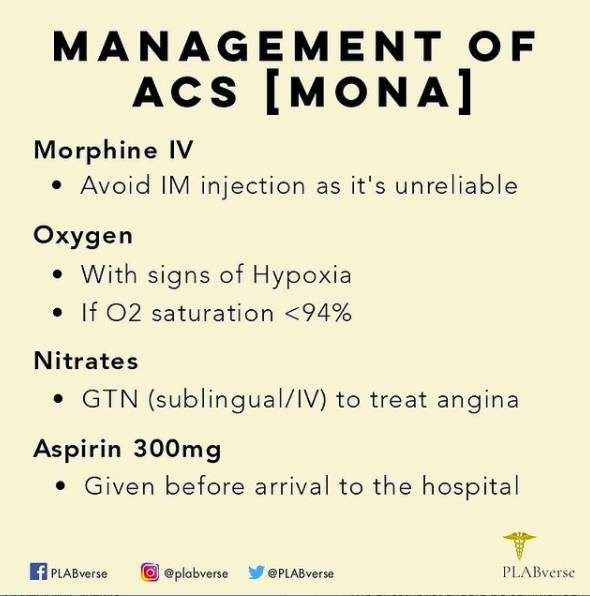 MANAGEMENT OF
ACS [MONA]
Morphine IV
• Avoid IM injection as it's unreliable
Oxygen
• With signs of Hypoxia
• If O2 saturation <94%
Nitrates
• GTN (sublingual/IV) to treat angina
Aspirin 300mg
• Given before arrival to the hospital
PLABverse @plabverse @PLABverse
PLABverse